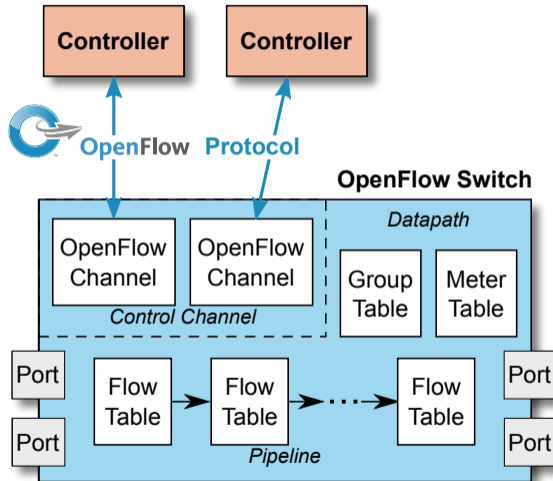 Controller
Controller
OpenFlow Protocol
OpenFlow Switch
Datapath
OpenFlow
Channel
OpenFlow
Channel
Group
Table
Meter
Table
Control Channel
Port
Port
Flow
Table
Flow
Table
Flow
Table
Port
Port
Pipeline